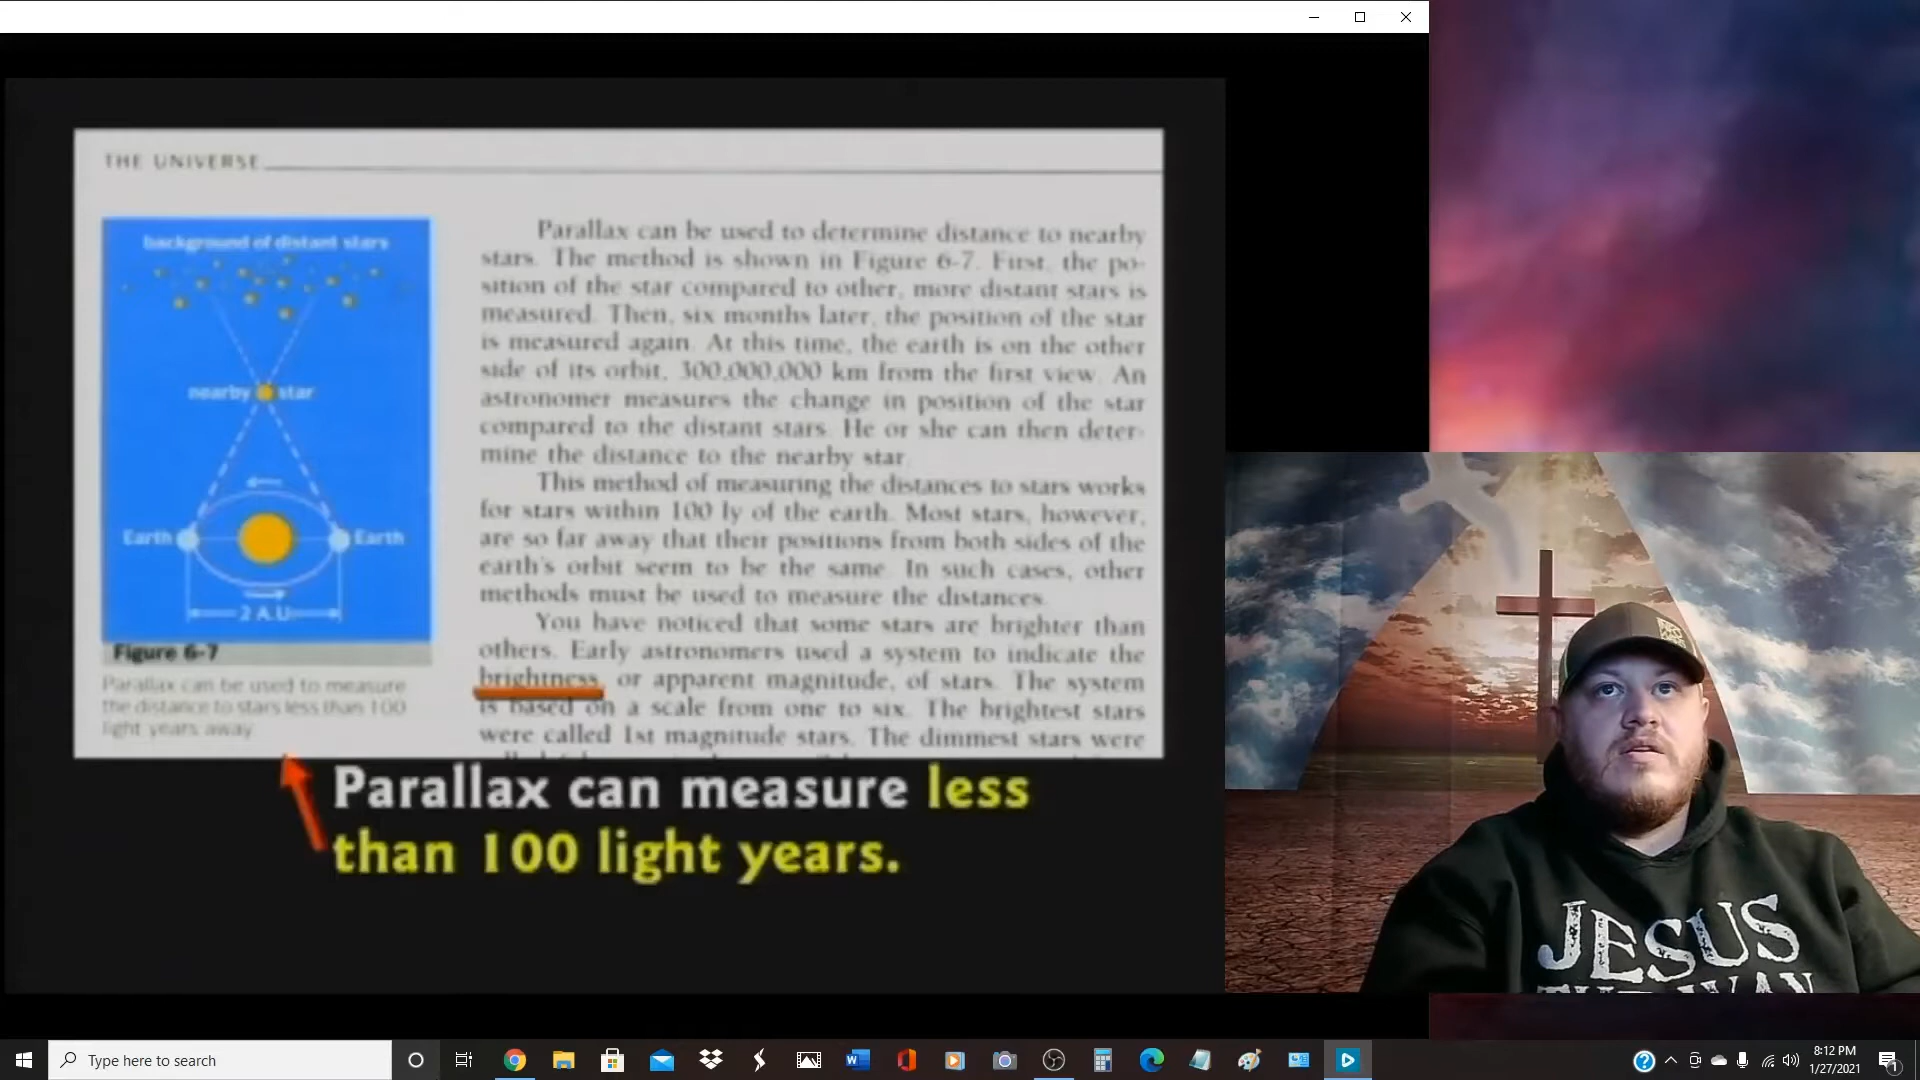 THE UNIVERSE
background of distant stars
nearby star
Earth
Earth
2 A.U.
Figure 6-7
Parallax can be used to measure
the distance to stars less than 100
light years away
Parallax can be used to determine distance to nearby
stars. The method is shown in Figure 6-7. First, the po-
sition of the star compared to other, more distant stars is
measured. Then, six months later, the position of the star
is measured again. At this time, the earth is on the other
side of its orbit, 300,000,000 km from the first view. An
astronomer measures the change in position of the star
compared to the distant stars. He or she can then deter-
mine the distance to the nearby star.
This method of measuring the distances to stars works
for stars within 100 ly of the earth. Most stars, however,
are so far away that their positions from both sides of the
earth's orbit seem to be the same. In such cases, other
methods must be used to measure the distances.
You have noticed that some stars are brighter than
others. Early astronomers used a system to indicate the
brightness, or apparent magnitude, of stars. The system
is based on a scale from one to six. The brightest stars
were called 1st magnitude stars. The dimmest stars were
Parallax can measure less
than 100 light years.
JESUS
THE WAY
Type here to search
8:12 PM
1/27/2021
1